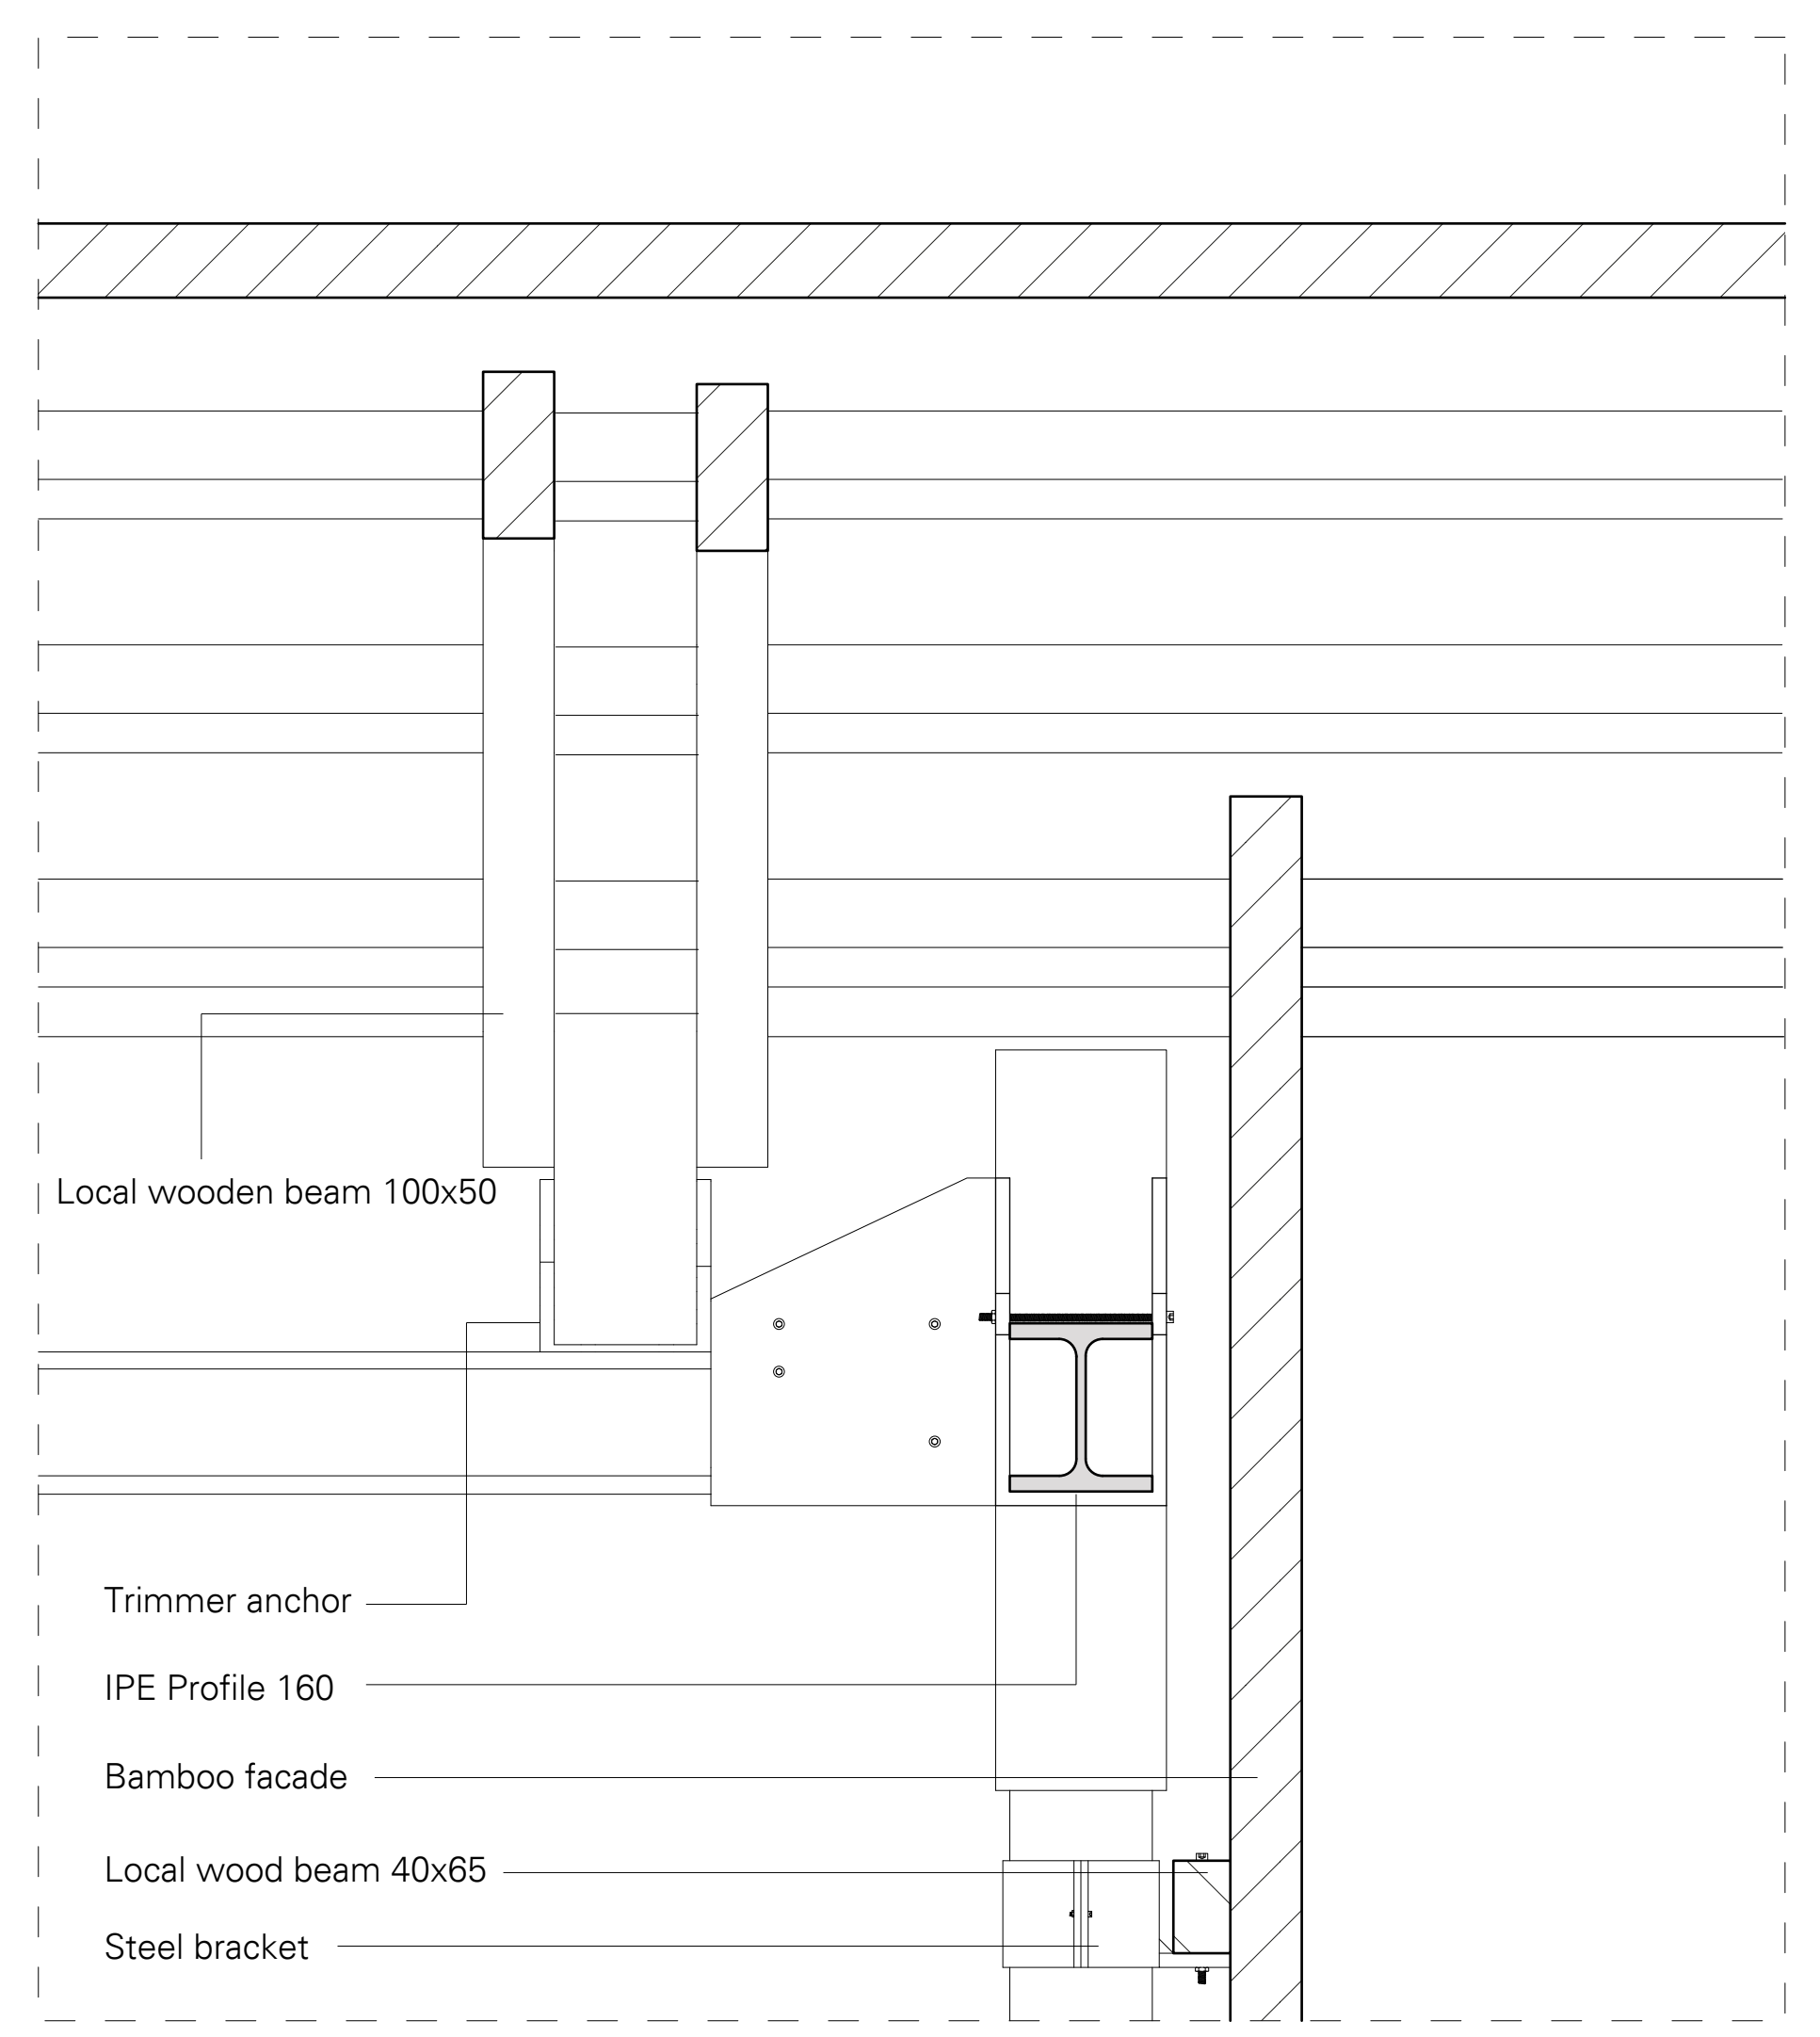 Local wooden beam 100x50
Trimmer anchor
IPE Profile 160
Bamboo facade
Local wood beam 40x65
Steel bracket